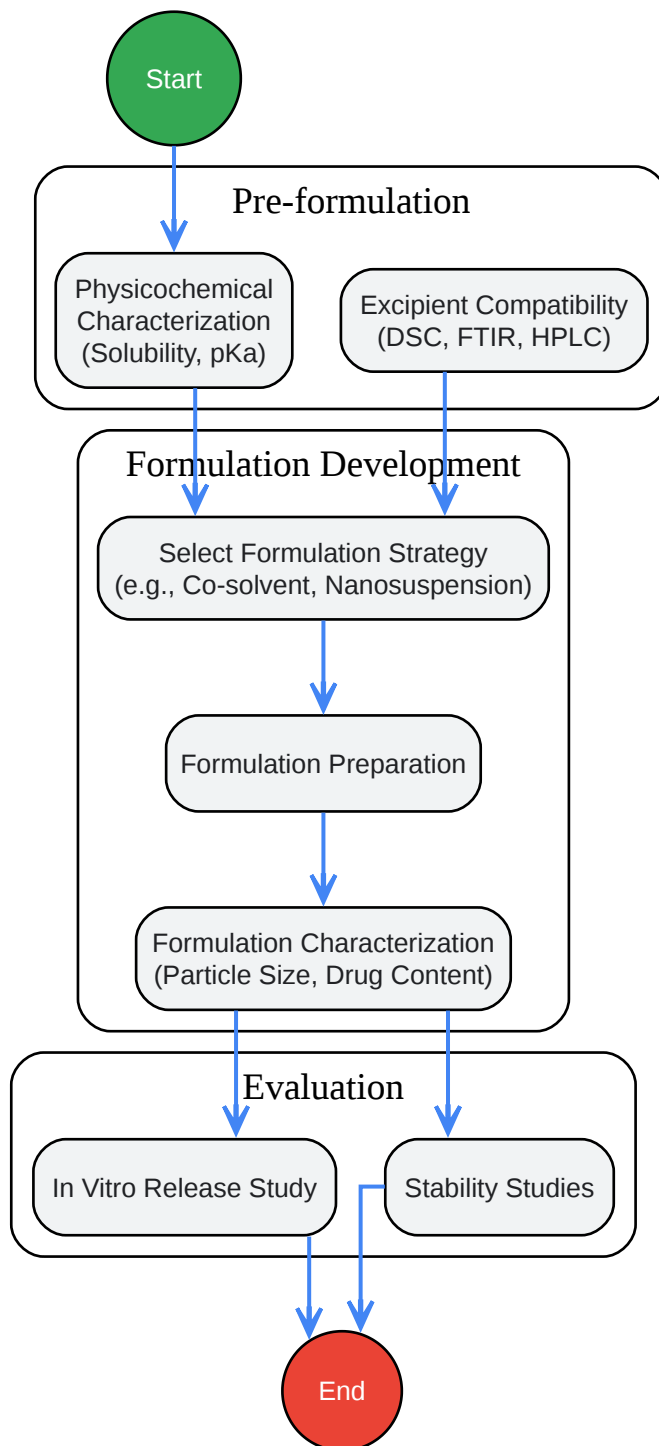 Start
Pre-formulation
Physicochemical
Characterization
(Solubility, pKa)
Excipient Compatibility
(DSC, FTIR, HPLC)
Formulation Development
Select Formulation Strategy
(e.g., Co-solvent, Nanosuspension)
Formulation Preparation
Formulation Characterization
(Particle Size, Drug Content)
Evaluation
In Vitro Release Study
Stability Studies
End